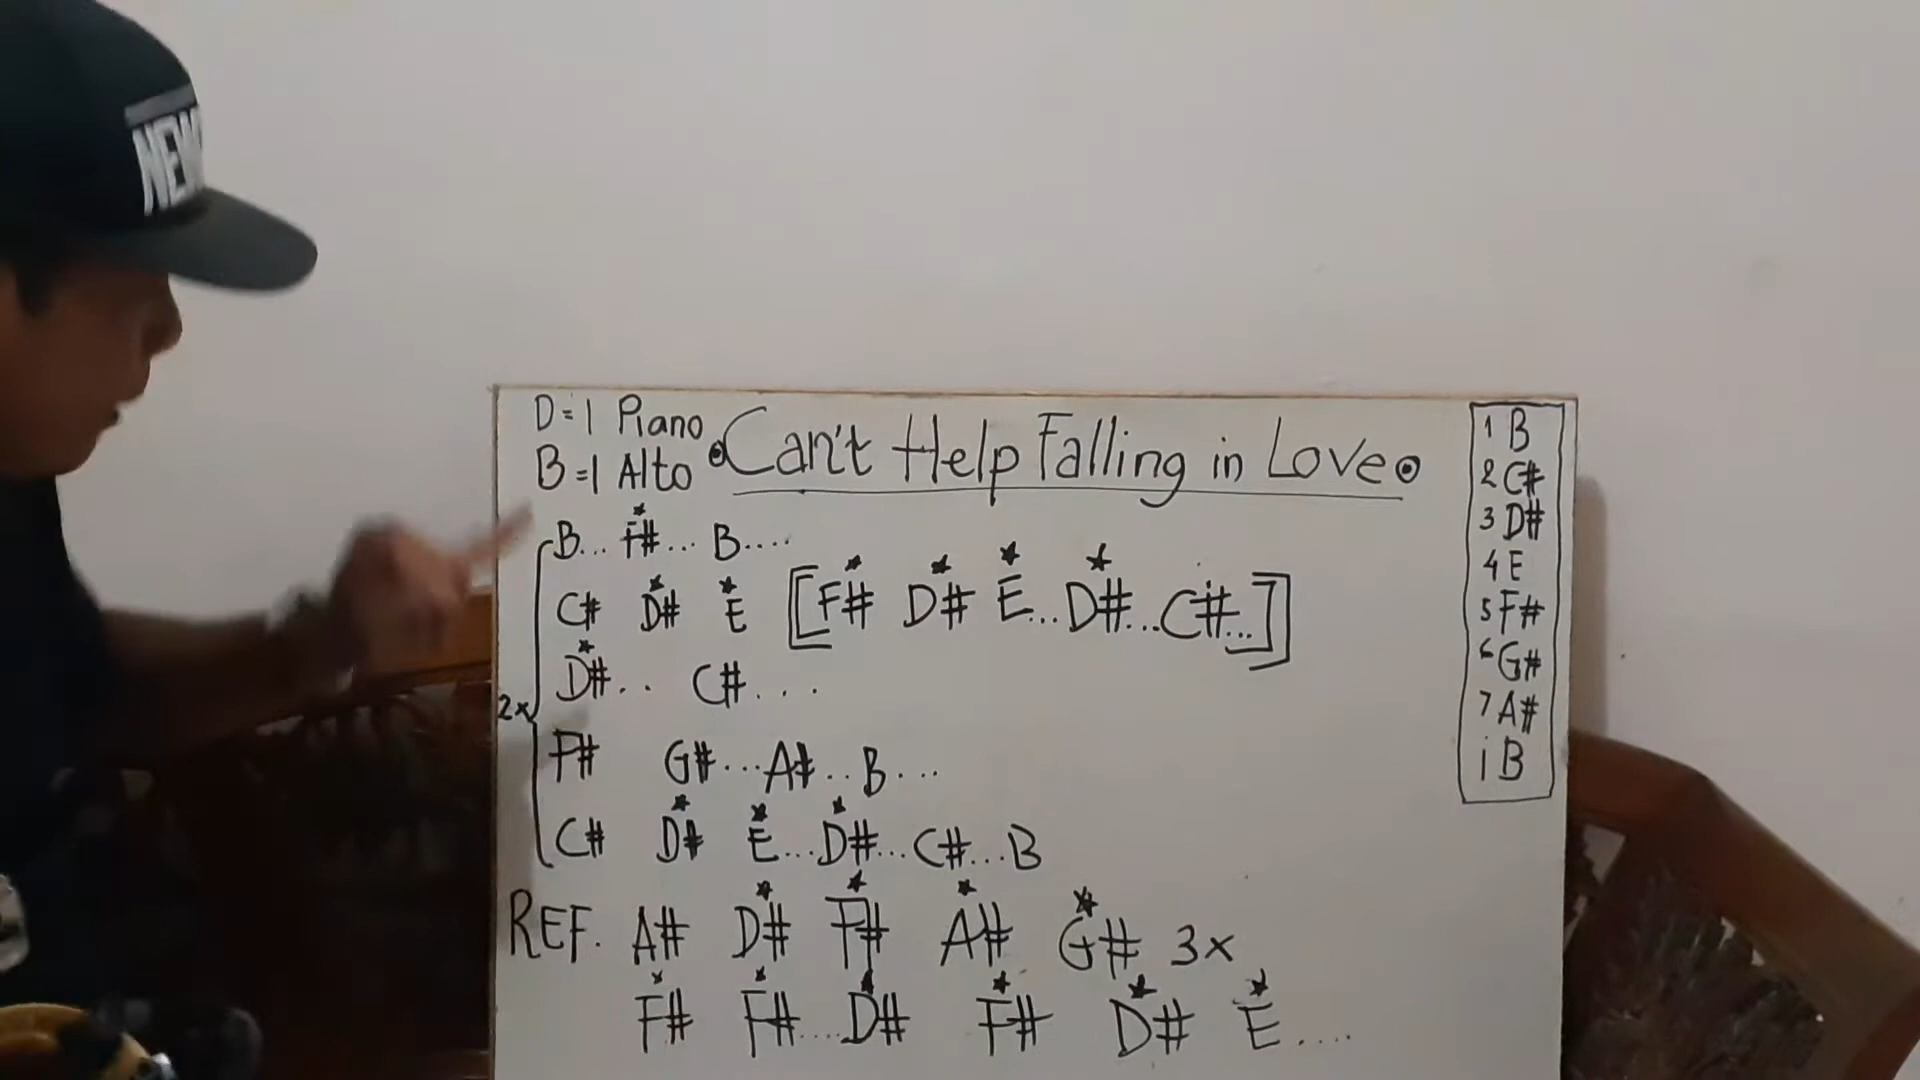 NEW
D=1 Piano
B=1 Alto
Can't Help Falling in Love
B... F#... B....
C# D# E [F# D# E...D#...C#...]
D#.. C#...
2x
F# G#...A#..B...
C# D# E...D#...C#...B
REF. A# D# F# A# G# 3x
F# F#....D# F# D# E....
1 B
2 C#
3 D#
4 E
5 F#
6 G#
7 A#
i B